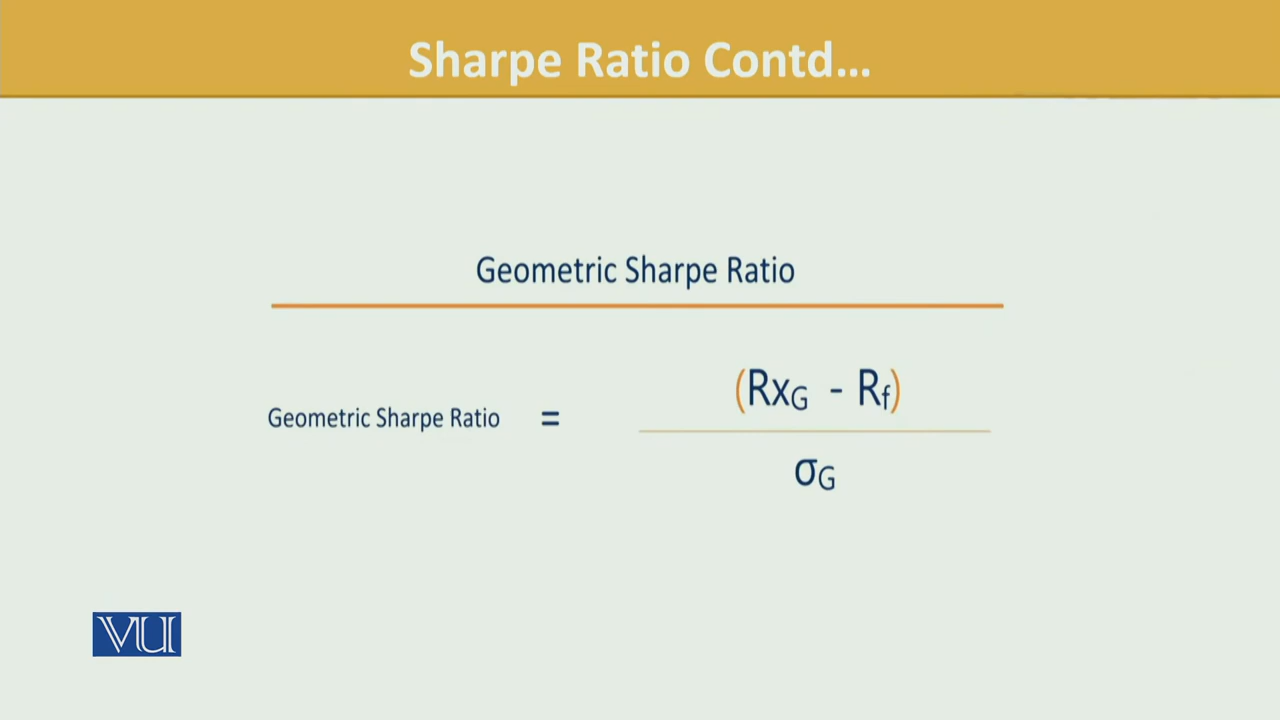 Sharpe Ratio Contd...
Geometric Sharpe Ratio
Geometric Sharpe Ratio = (RxG - Rf)
σG
VU